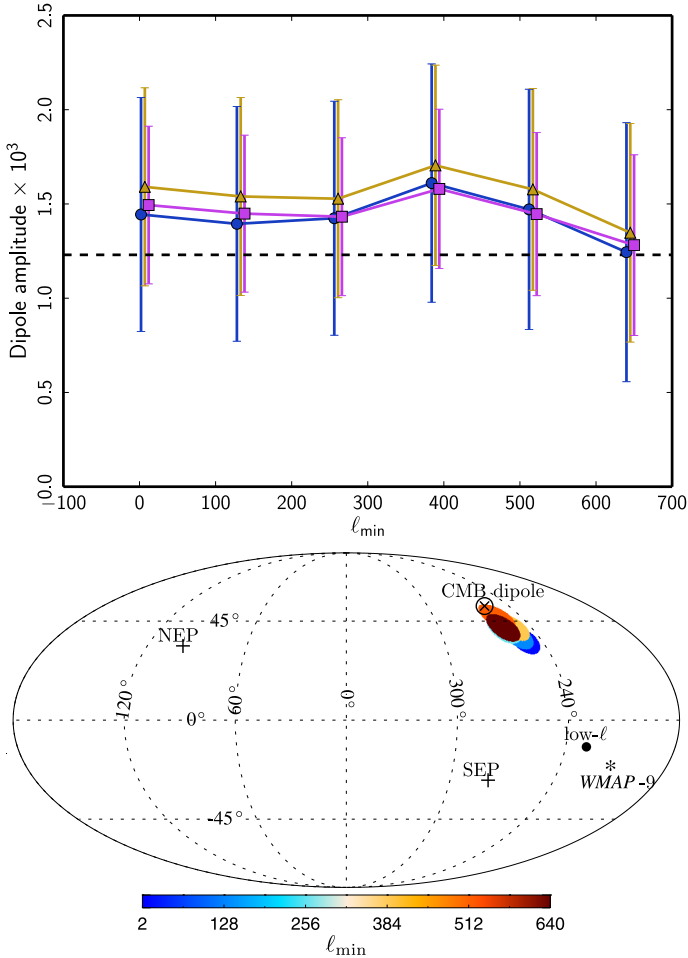 2.5
2.0
1.5
1.0
0.5
0.0
Dipole amplitude × 10³
−100 0 100 200 300 400 500 600 700
ℓmin
CMB dipole
45°
NEP
120° 60° 0° 300° 240°
0°
low-ℓ
SEP
*
WMAP-9
-45°
2 128 256 384 512 640
ℓmin